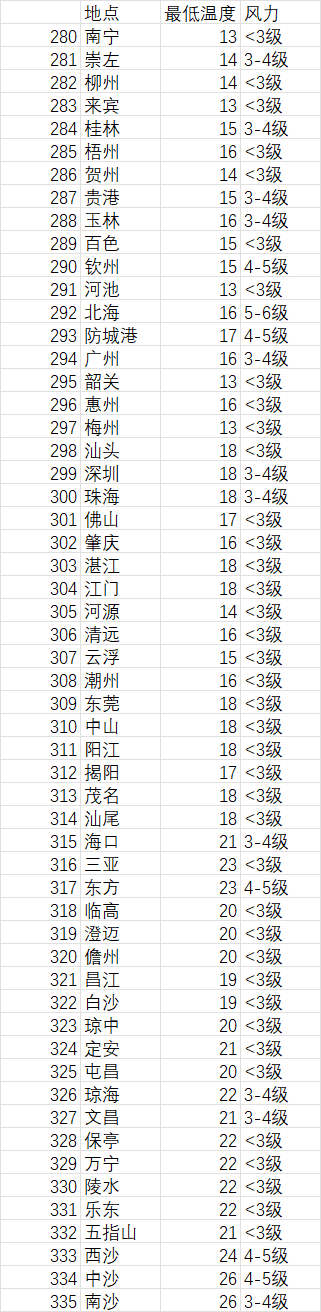 地点 最低温度 风力
280 南宁 13 <3级
281 崇左 14 3-4级
282 柳州 14 <3级
283 来宾 13 <3级
284 桂林 15 3-4级
285 梧州 16 <3级
286 贺州 14 <3级
287 贵港 15 3-4级
288 玉林 16 3-4级
289 百色 15 <3级
290 钦州 15 4-5级
291 河池 13 <3级
292 北海 16 5-6级
293 防城港 17 4-5级
294 广州 16 3-4级
295 韶关 13 <3级
296 惠州 16 <3级
297 梅州 13 <3级
298 汕头 18 <3级
299 深圳 18 3-4级
300 珠海 18 3-4级
301 佛山 17 <3级
302 肇庆 16 <3级
303 湛江 18 <3级
304 江门 18 <3级
305 河源 14 <3级
306 清远 16 <3级
307 云浮 15 <3级
308 潮州 16 <3级
309 东莞 18 <3级
310 中山 18 <3级
311 阳江 18 <3级
312 揭阳 17 <3级
313 茂名 18 <3级
314 汕尾 18 <3级
315 海口 21 3-4级
316 三亚 23 <3级
317 东方 23 4-5级
318 临高 20 <3级
319 澄迈 20 <3级
320 儋州 20 <3级
321 昌江 19 <3级
322 白沙 19 <3级
323 琼中 20 <3级
324 定安 21 <3级
325 屯昌 20 <3级
326 琼海 22 3-4级
327 文昌 21 3-4级
328 保亭 22 <3级
329 万宁 22 <3级
330 陵水 22 <3级
331 乐东 22 <3级
332 五指山 21 <3级
333 西沙 24 4-5级
334 中沙 26 4-5级
335 南沙 26 3-4级